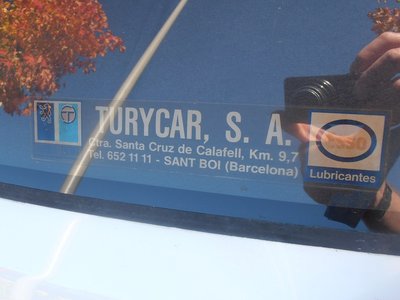 TURYCAR, S. A.
Ctra. Santa Cruz de Calafell, Km. 9,7
Tel. 652 11 11 - SANT BOI (Barcelona)
Esso
Lubricantes